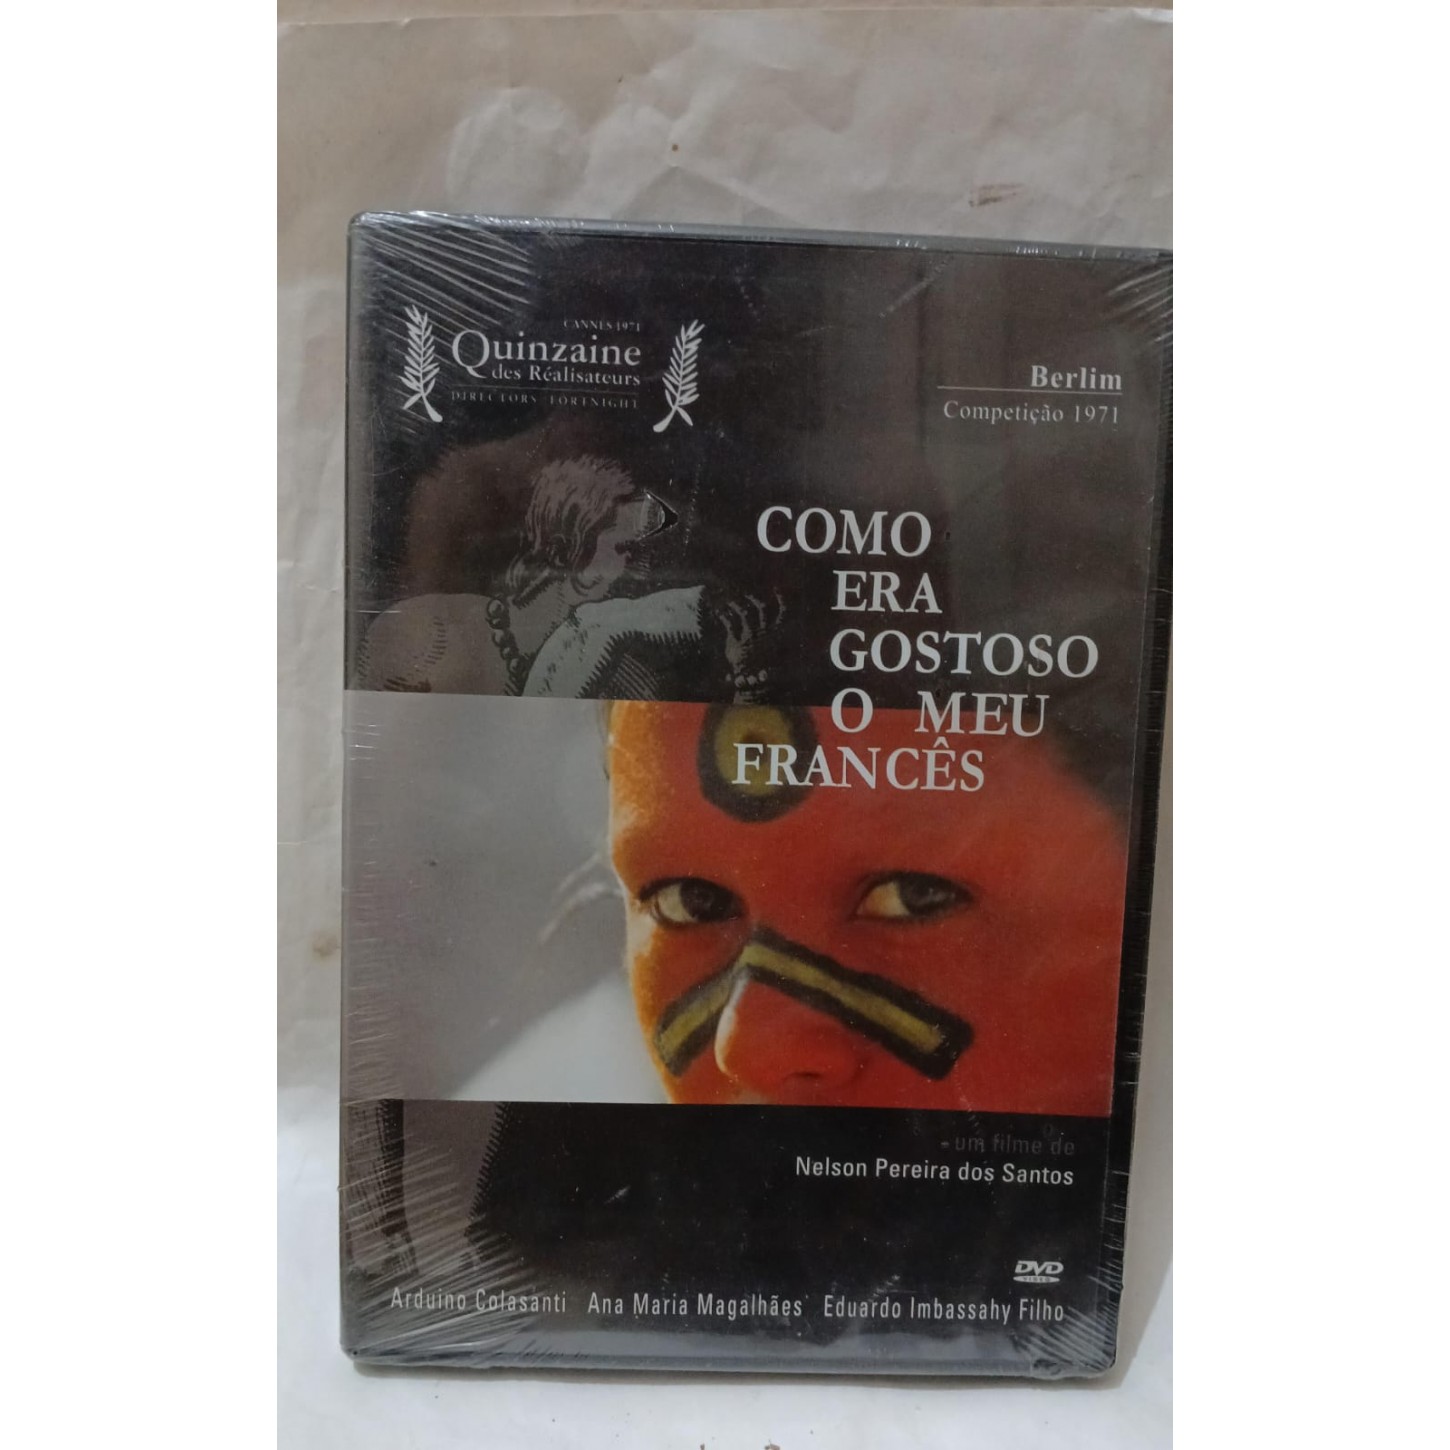 CANNES 1971
Quinzaine
des Réalisateurs
DIRECTORS' FORTNIGHT
Berlim
Competição 1971
COMO
ERA
GOSTOSO
O MEU
FRANCÊS
um filme de
Nelson Pereira dos Santos
DVD
VIDEO
Arduino Colasanti Ana Maria Magalhães Eduardo Imbassahy Filho